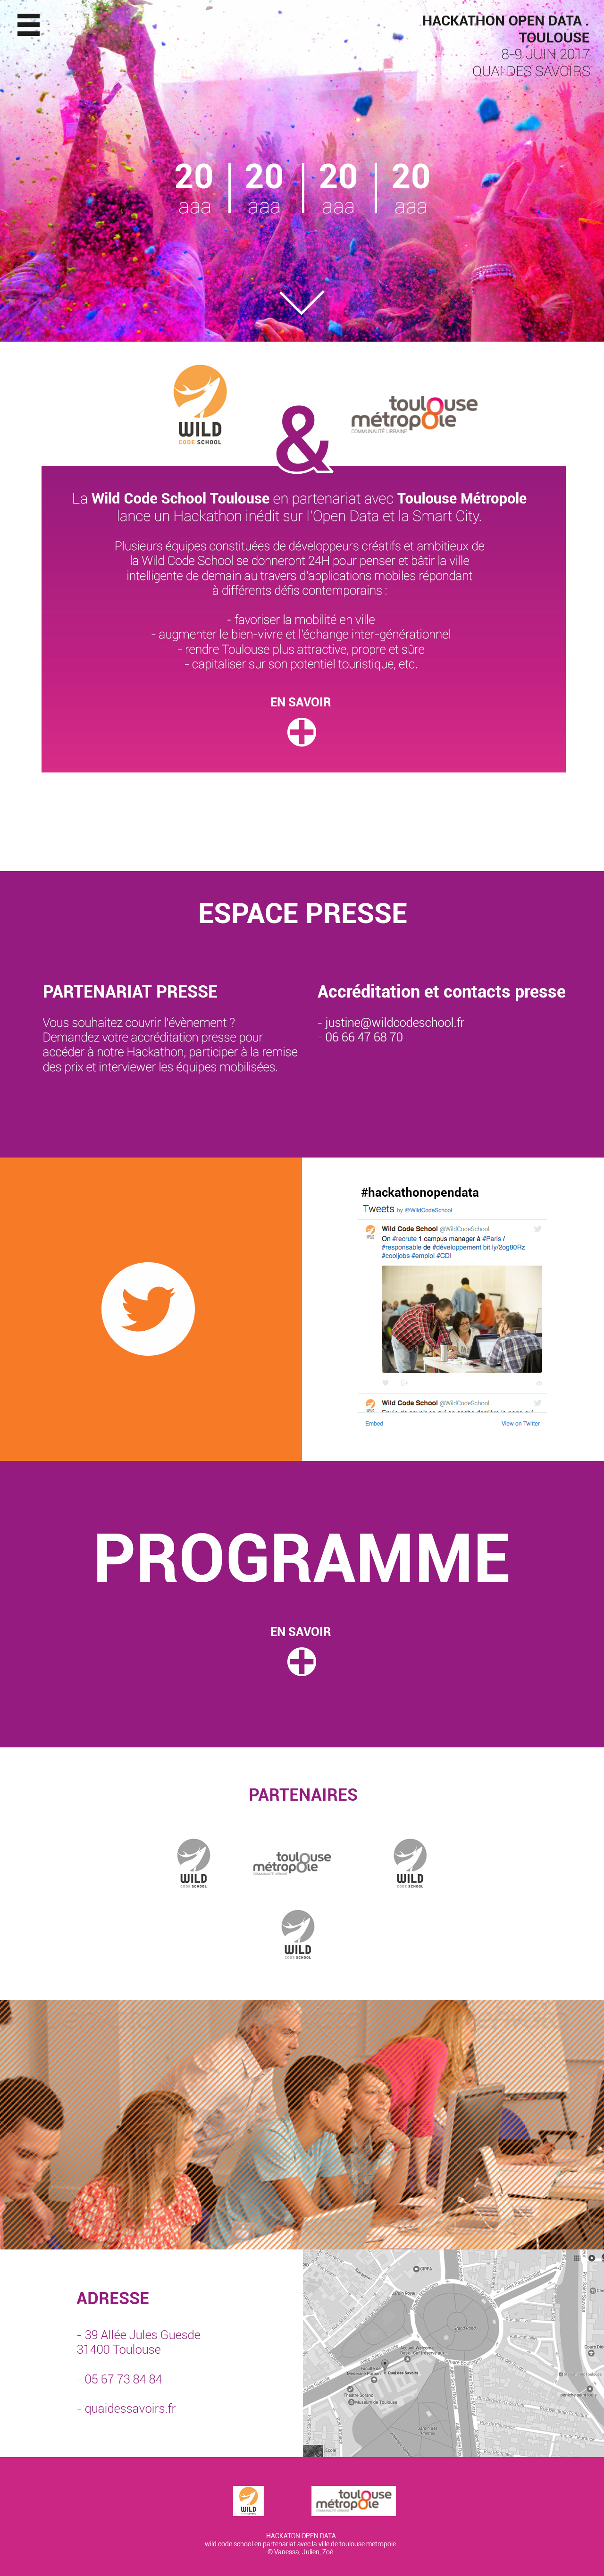 HACKATHON OPEN DATA .
TOULOUSE
8-9 JUIN 2017
QUAI DES SAVOIRS
20 20 20 20
aaa aaa aaa aaa
WILD
CODE SCHOOL
&
toulouse
métropole
COMMUNAUTÉ URBAINE
La Wild Code School Toulouse en partenariat avec Toulouse Métropole
lance un Hackathon inédit sur l'Open Data et la Smart City.
Plusieurs équipes constituées de développeurs créatifs et ambitieux de
la Wild Code School se donneront 24H pour penser et bâtir la ville
intelligente de demain au travers d'applications mobiles répondant
à différents défis contemporains :
- favoriser la mobilité en ville
- augmenter le bien-vivre et l'échange inter-générationnel
- rendre Toulouse plus attractive, propre et sûre
- capitaliser sur son potentiel touristique, etc.
EN SAVOIR
ESPACE PRESSE
PARTENARIAT PRESSE
Vous souhaitez couvrir l'évènement ?
Demandez votre accréditation presse pour
accéder à notre Hackathon, participer à la remise
des prix et interviewer les équipes mobilisées.
Accréditation et contacts presse
- justine@wildcodeschool.fr
- 06 66 47 68 70
#hackathonopendata
Tweets by @WildCodeSchool
Wild Code School @WildCodeSchool
On #recrute 1 campus manager à #Paris /
#responsable de #développement bit.ly/2og80Rz
#cooljobs #emploi #CDI
Wild Code School @WildCodeSchool
Embed View on Twitter
PROGRAMME
EN SAVOIR
PARTENAIRES
WILD
CODE SCHOOL
toulouse
métropole
WILD
CODE SCHOOL
WILD
CODE SCHOOL
ADRESSE
- 39 Allée Jules Guesde
31400 Toulouse
- 05 67 73 84 84
- quaidessavoirs.fr
Quai des Savoirs
Théâtre Sorano
Muséum de Toulouse
WILD
toulouse
métropole
HACKATON OPEN DATA
wild code school en partenariat avec la ville de toulouse metropole
© Vanessa, Julien, Zoé